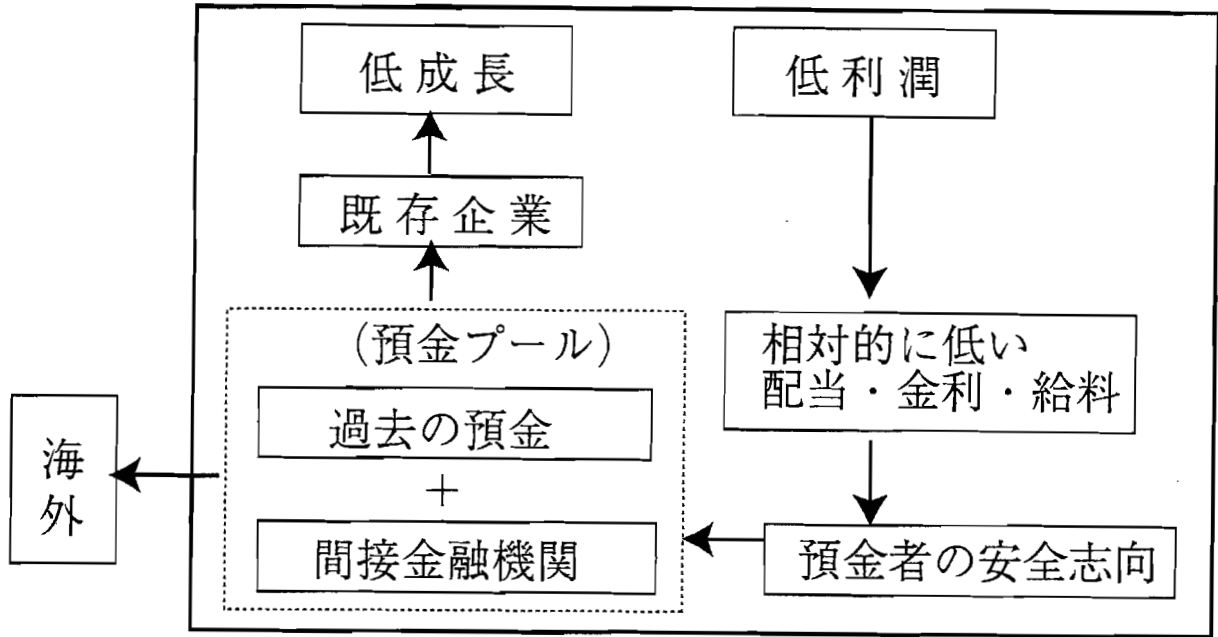 低成長
低利潤
既存企業
(預金プール)
相対的に低い
配当・金利・給料
過去の預金
+
間接金融機関
預金者の安全志向
海
外